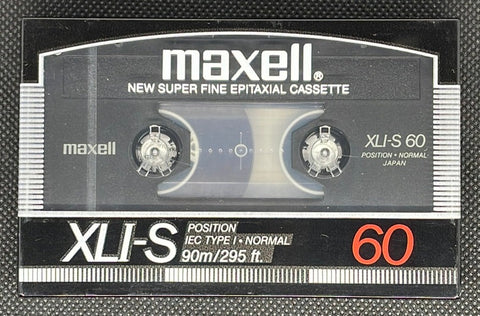 maxell®
NEW SUPER FINE EPITAXIAL CASSETTE
maxell
XLI-S 60
POSITION • NORMAL
JAPAN
XLI-S
POSITION
IEC TYPE I • NORMAL
90m/295 ft.
60